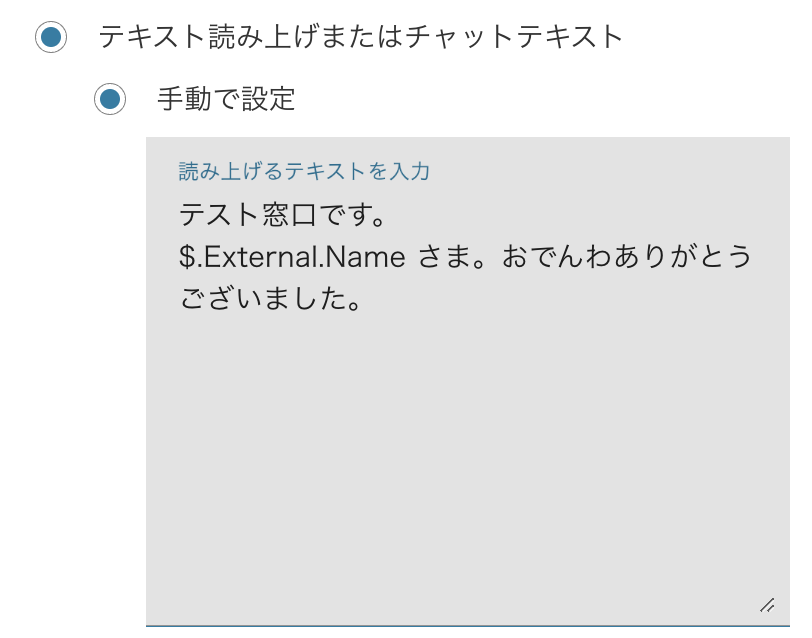 テキスト読み上げまたはチャットテキスト
手動で設定
読み上げるテキストを入力
テスト窓口です。
$.External.Name さま。おでんわありがとう
ございました。